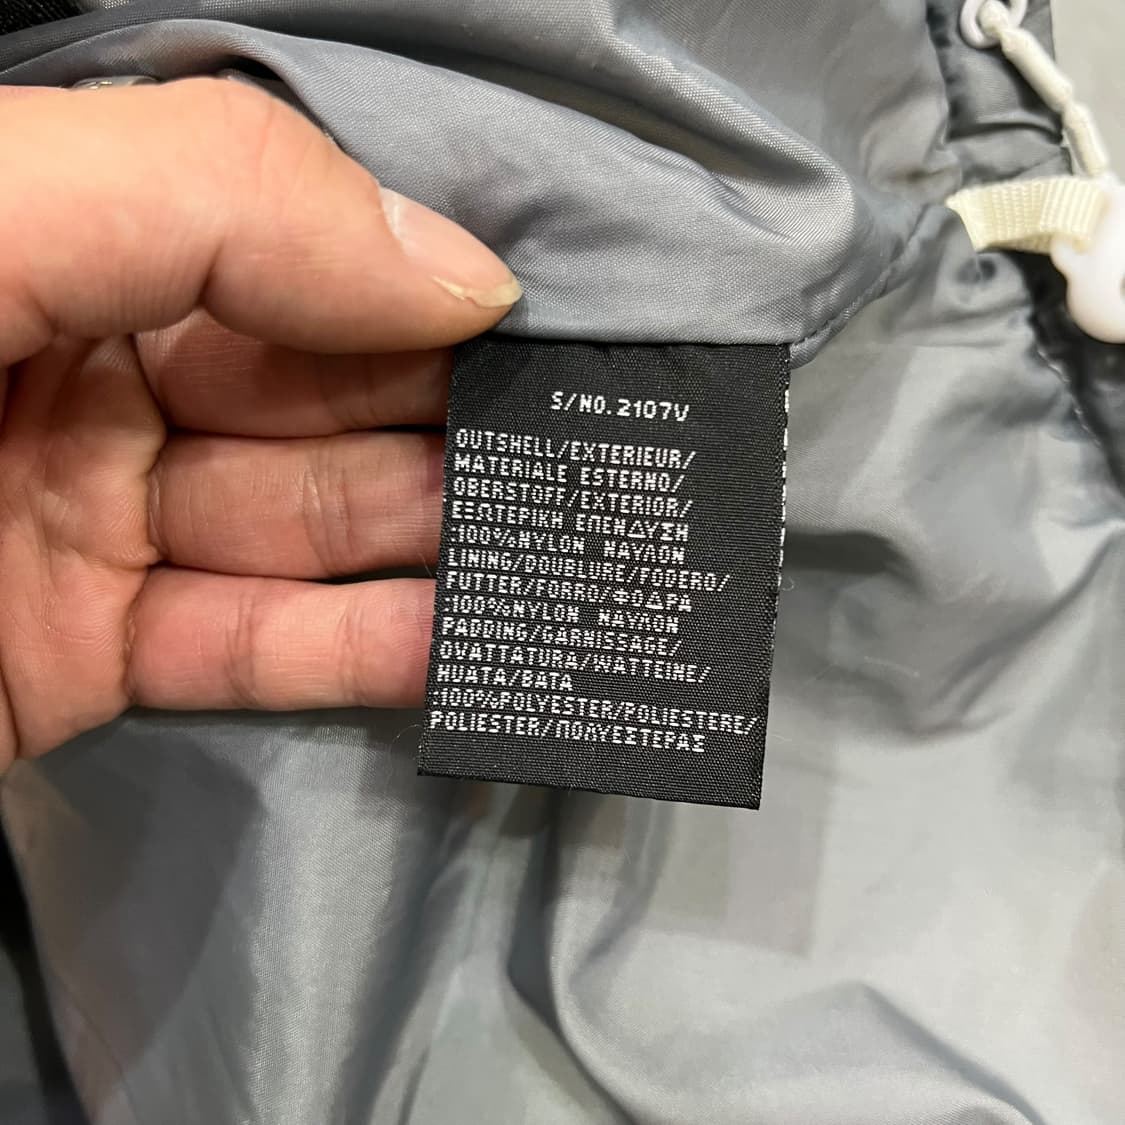 S/NO.2107V
OUTSHELL/EXTERIEUR/
MATERIALE ESTERNO/
OBERSTOFF/EXTERIOR/
ΕΞΩΤΕΡΙΚΗ ΕΠΕΝΔΥΣΗ
:100%NYLON ΝΑΥΛΟΝ
LINING/DOUBLURE/FODERO/
FUTTER/FORRO/ΦΟΔΡΑ
:100%NYLON ΝΑΥΛΟΝ
PADDING/GARNISSAGE/
OVATTATURA/WATTEINE/
HUATA/ΒΑΤΑ
:100%POLYESTER/POLIESTERE/
POLIESTER/ΠΟΛΥΕΣΤΕΡΑΣ